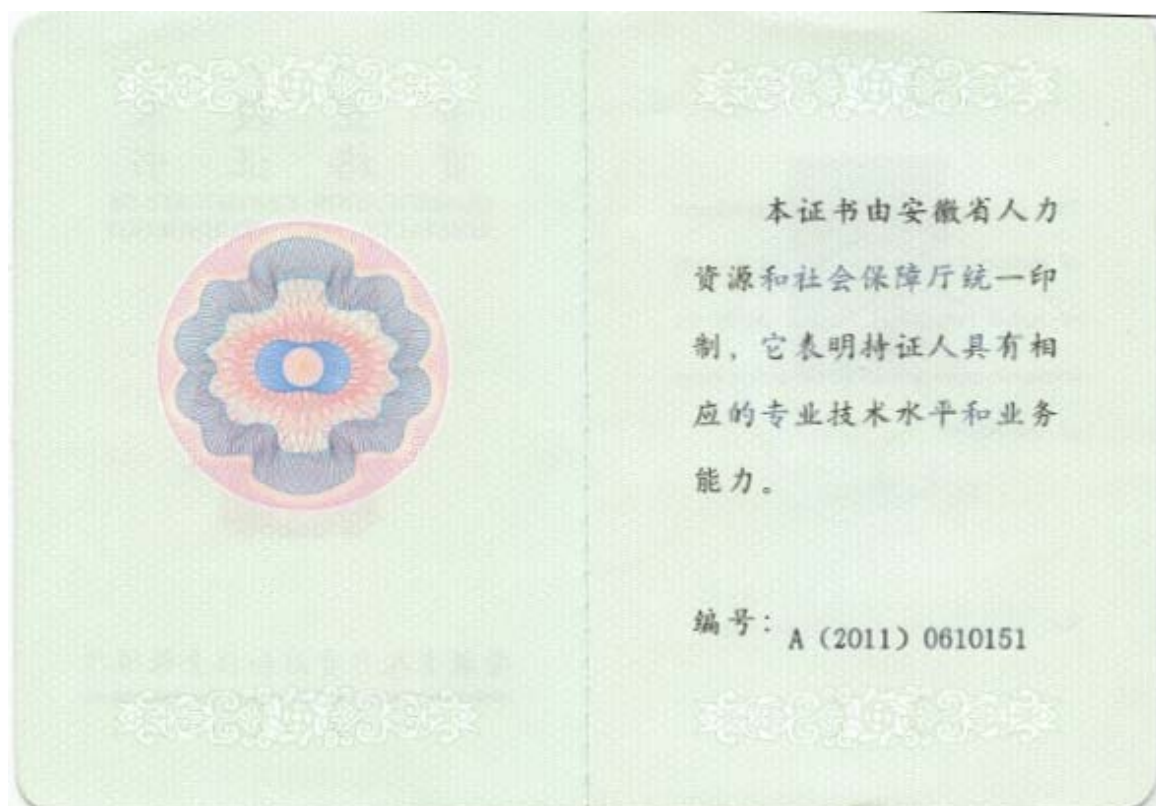 本证书由安徽省人力
资源和社会保障厅统一印
制，它表明持证人具有相
应的专业技术水平和业务
能力。
编号：A（2011）0610151